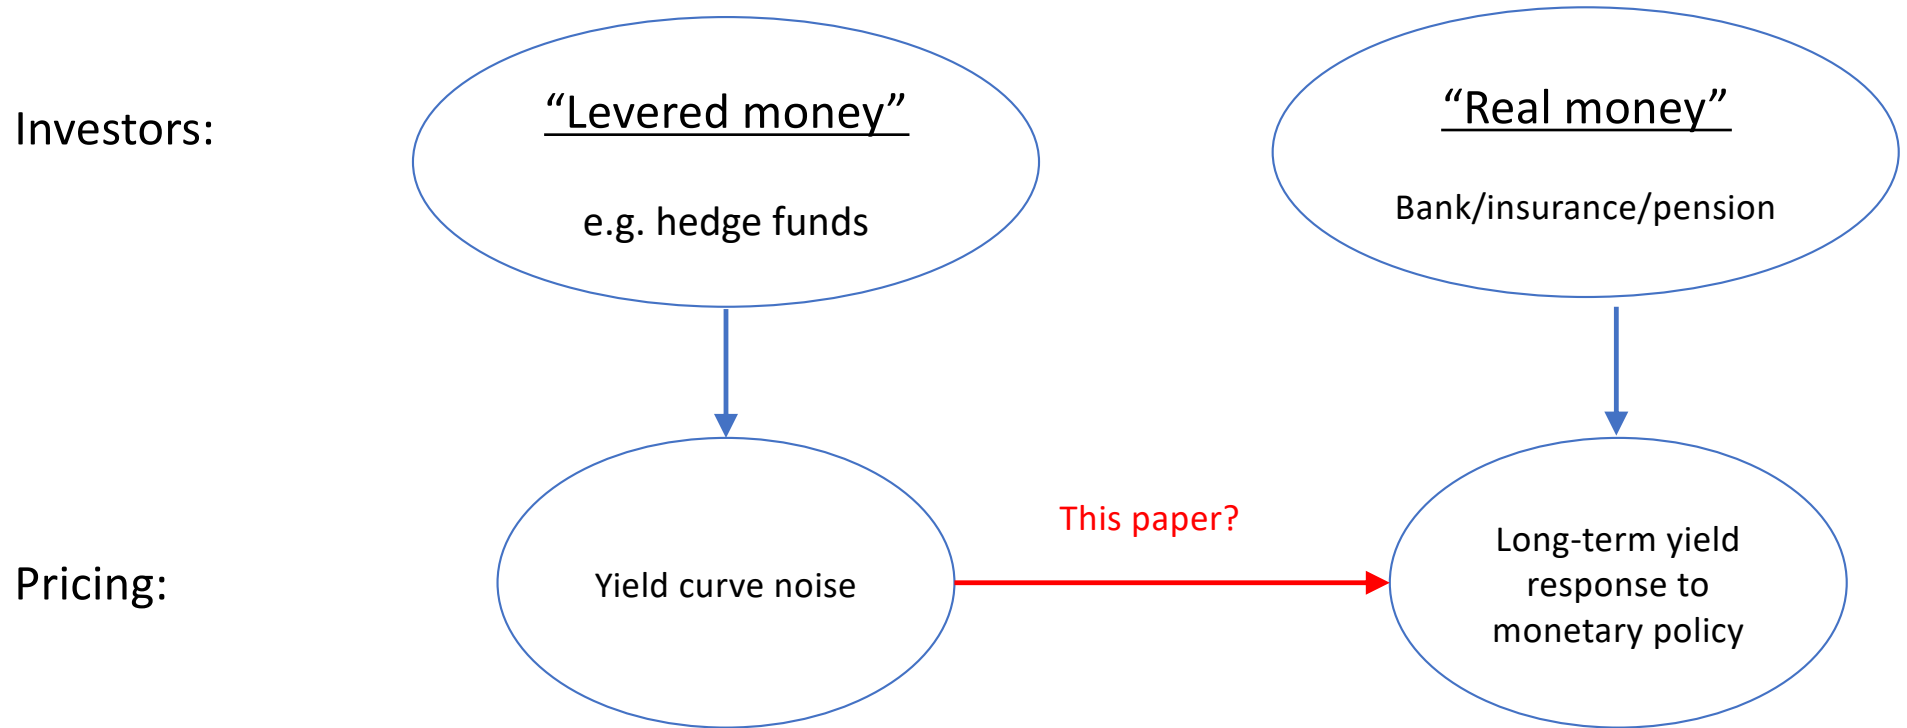 Investors:
“Levered money”
e.g. hedge funds
“Real money”
Bank/insurance/pension
This paper?
Pricing:
Yield curve noise
Long-term yield
response to
monetary policy